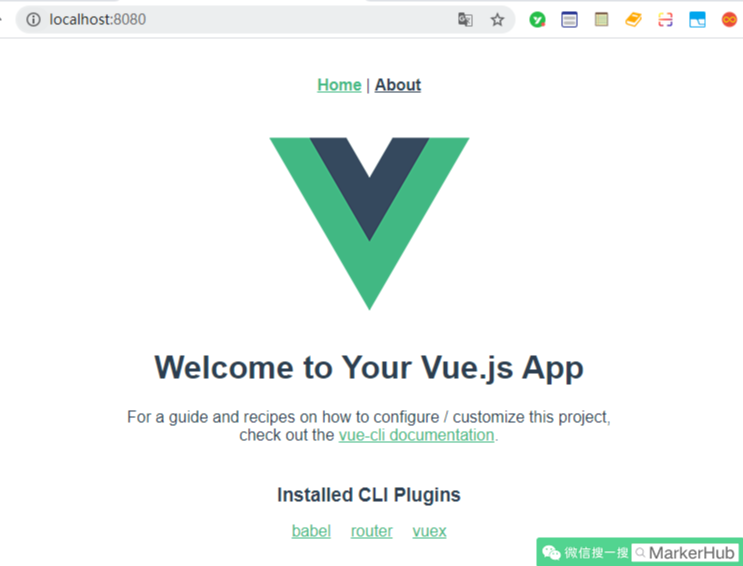 localhost:8080
Home | About
Welcome to Your Vue.js App
For a guide and recipes on how to configure / customize this project,
check out the vue-cli documentation.
Installed CLI Plugins
babel router vuex
微信搜一搜 MarkerHub